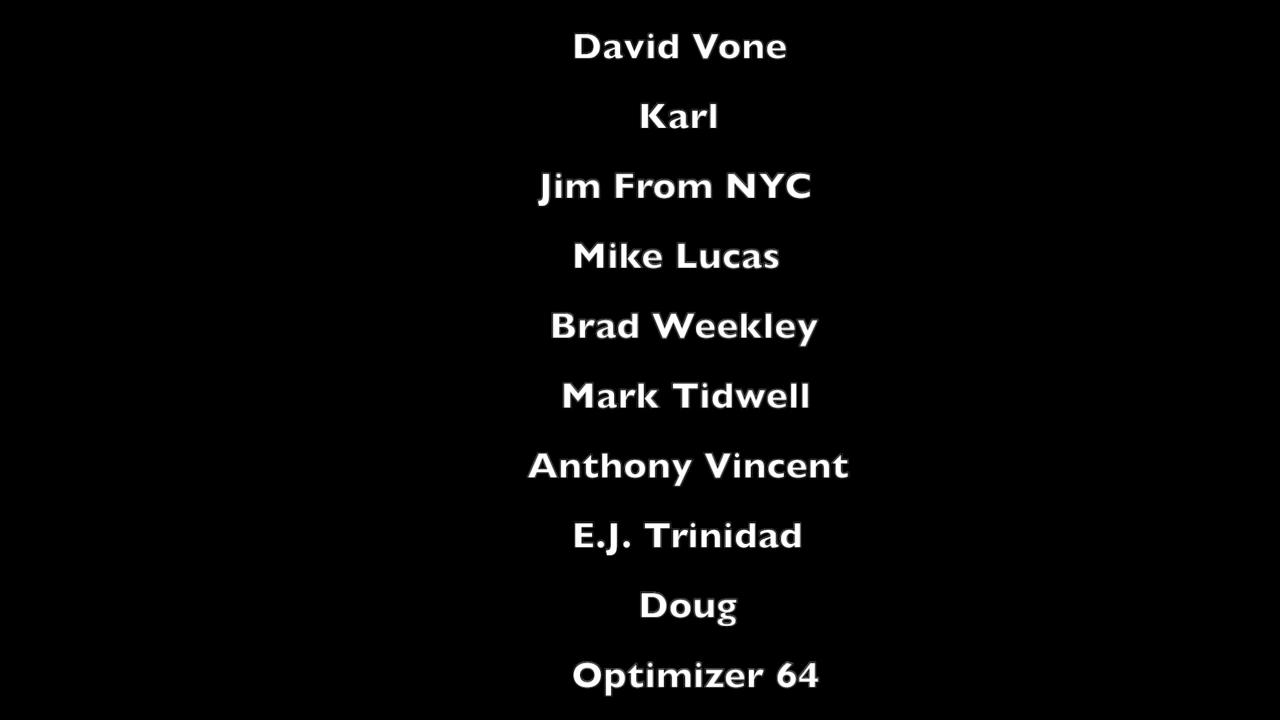 David Vone
Karl
Jim From NYC
Mike Lucas
Brad Weekley
Mark Tidwell
Anthony Vincent
E.J. Trinidad
Doug
Optimizer 64